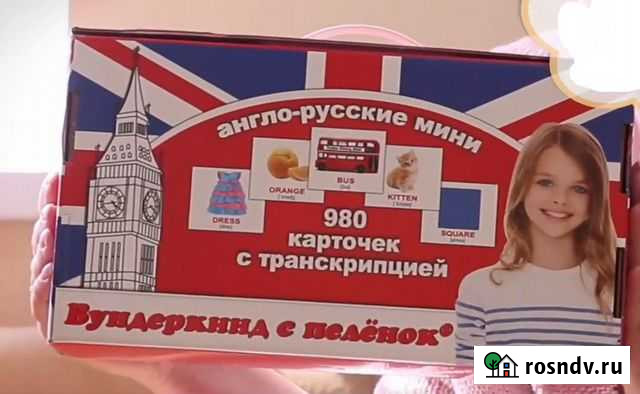 англо-русские мини
DRESS
ORANGE
BUS
KITTEN
SQUARE
980
карточек
с транскрипцией
Вундеркинд с пелёнок®
rosndv.ru